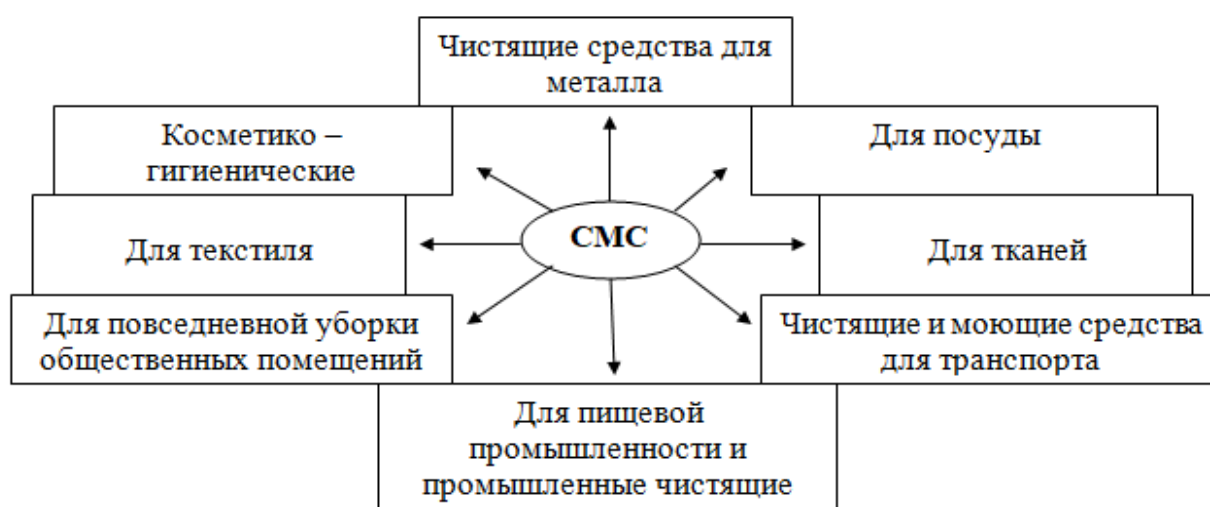 Чистящие средства для
металла
Косметико –
гигиенические
Для посуды
Для текстиля
СМС
Для тканей
Для повседневной уборки
общественных помещений
Чистящие и моющие средства
для транспорта
Для пищевой
промышленности и
промышленные чистящие